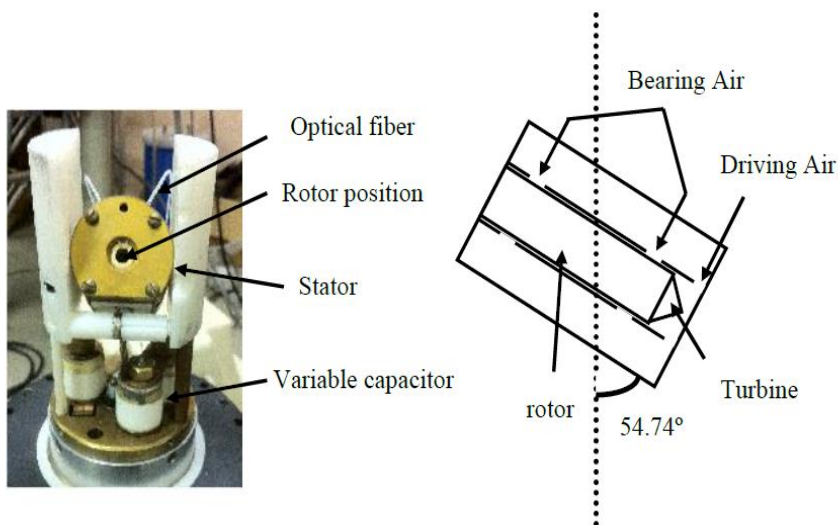 Optical fiber
Rotor position
Stator
Variable capacitor
Bearing Air
Driving Air
Turbine
rotor
54.74º